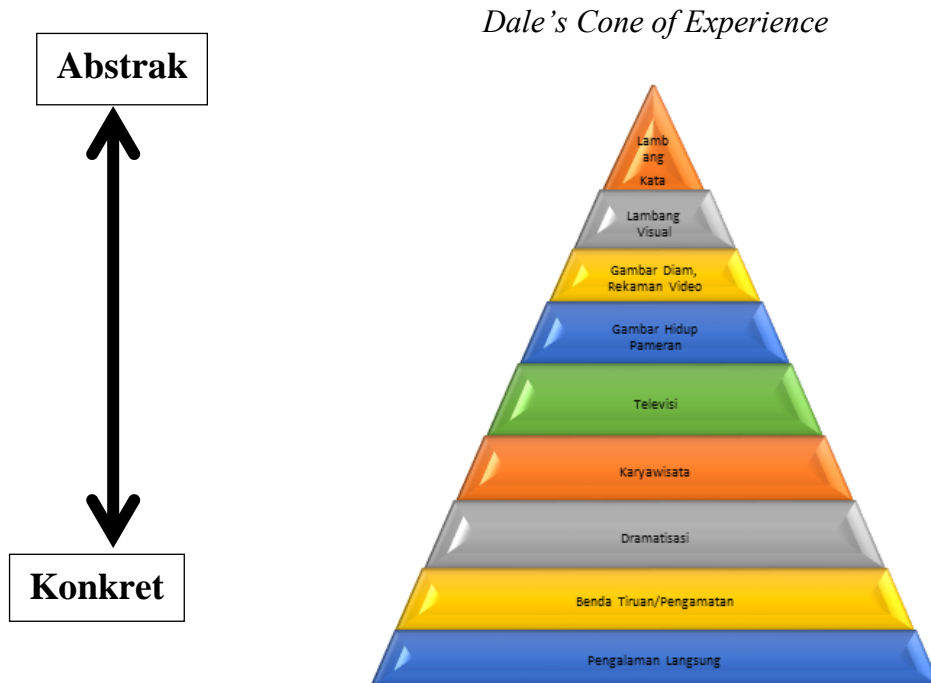 Dale’s Cone of Experience
Abstrak
Lamb
ang
Kata
Lambang
Visual
Gambar Diam,
Rekaman Video
Gambar Hidup
Pameran
Televisi
Karyawisata
Dramatisasi
Konkret
Benda Tiruan/Pengamatan
Pengalaman Langsung